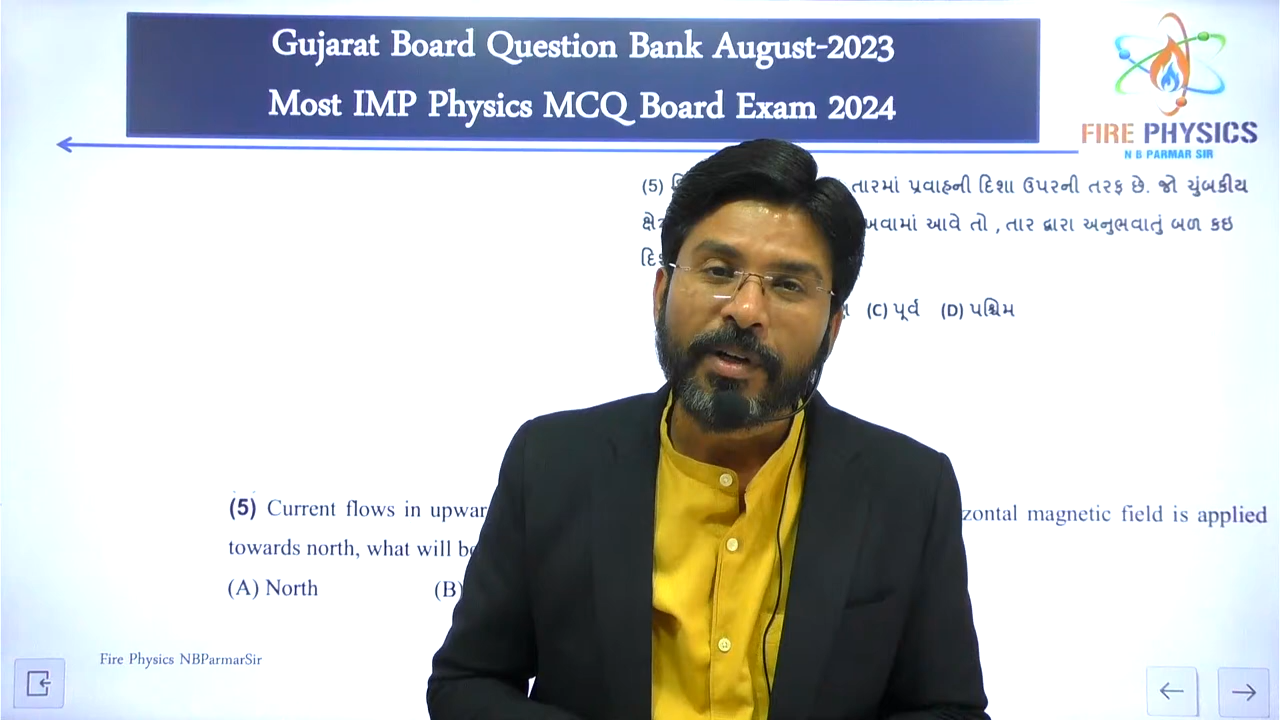 Gujarat Board Question Bank August-2023
Most IMP Physics MCQ Board Exam 2024
FIRE PHYSICS
N B PARMAR SIR
(5) તારમાં પ્રવાહની દિશા ઉપરની તરફ છે. જો ચુંબકીય
વામાં આવે તો , તાર દ્વારા અનુભવાતું બળ કઇ
(C) પૂર્વ (D) પશ્ચિમ
(5) Current flows in upwar zontal magnetic field is applied
towards north, what will be
(A) North (B)
Fire Physics NBParmarSir